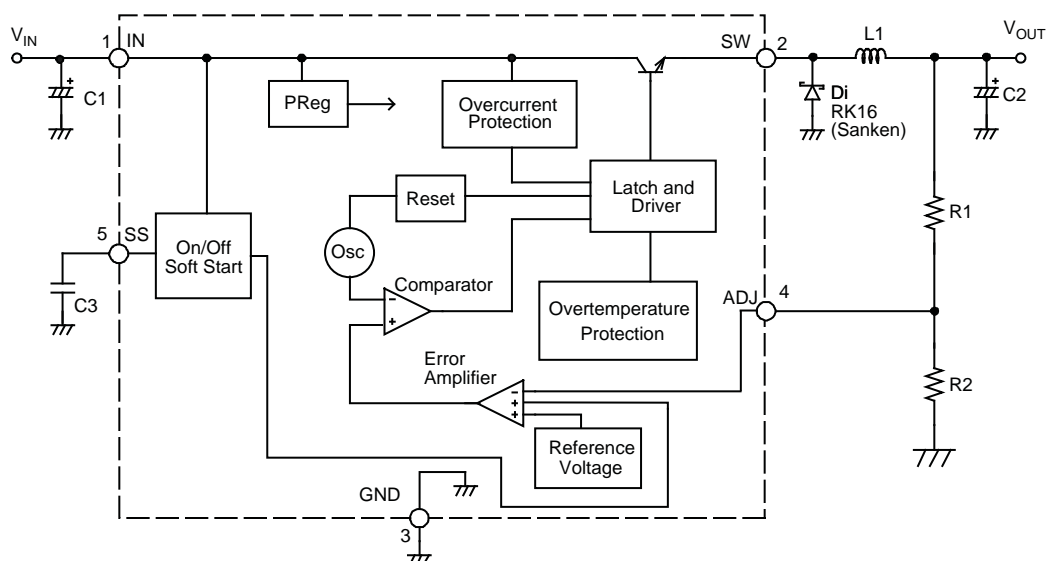 V_IN
1
IN
SW
2
L1
V_OUT
C1
PReg
Overcurrent
Protection
Di
RK16
(Sanken)
C2
Reset
Latch and
Driver
R1
5
SS
On/Off
Soft Start
Osc
Comparator
-
+
C3
Overtemperature
Protection
ADJ
4
Error
Amplifier
-
+
+
R2
Reference
Voltage
GND
3